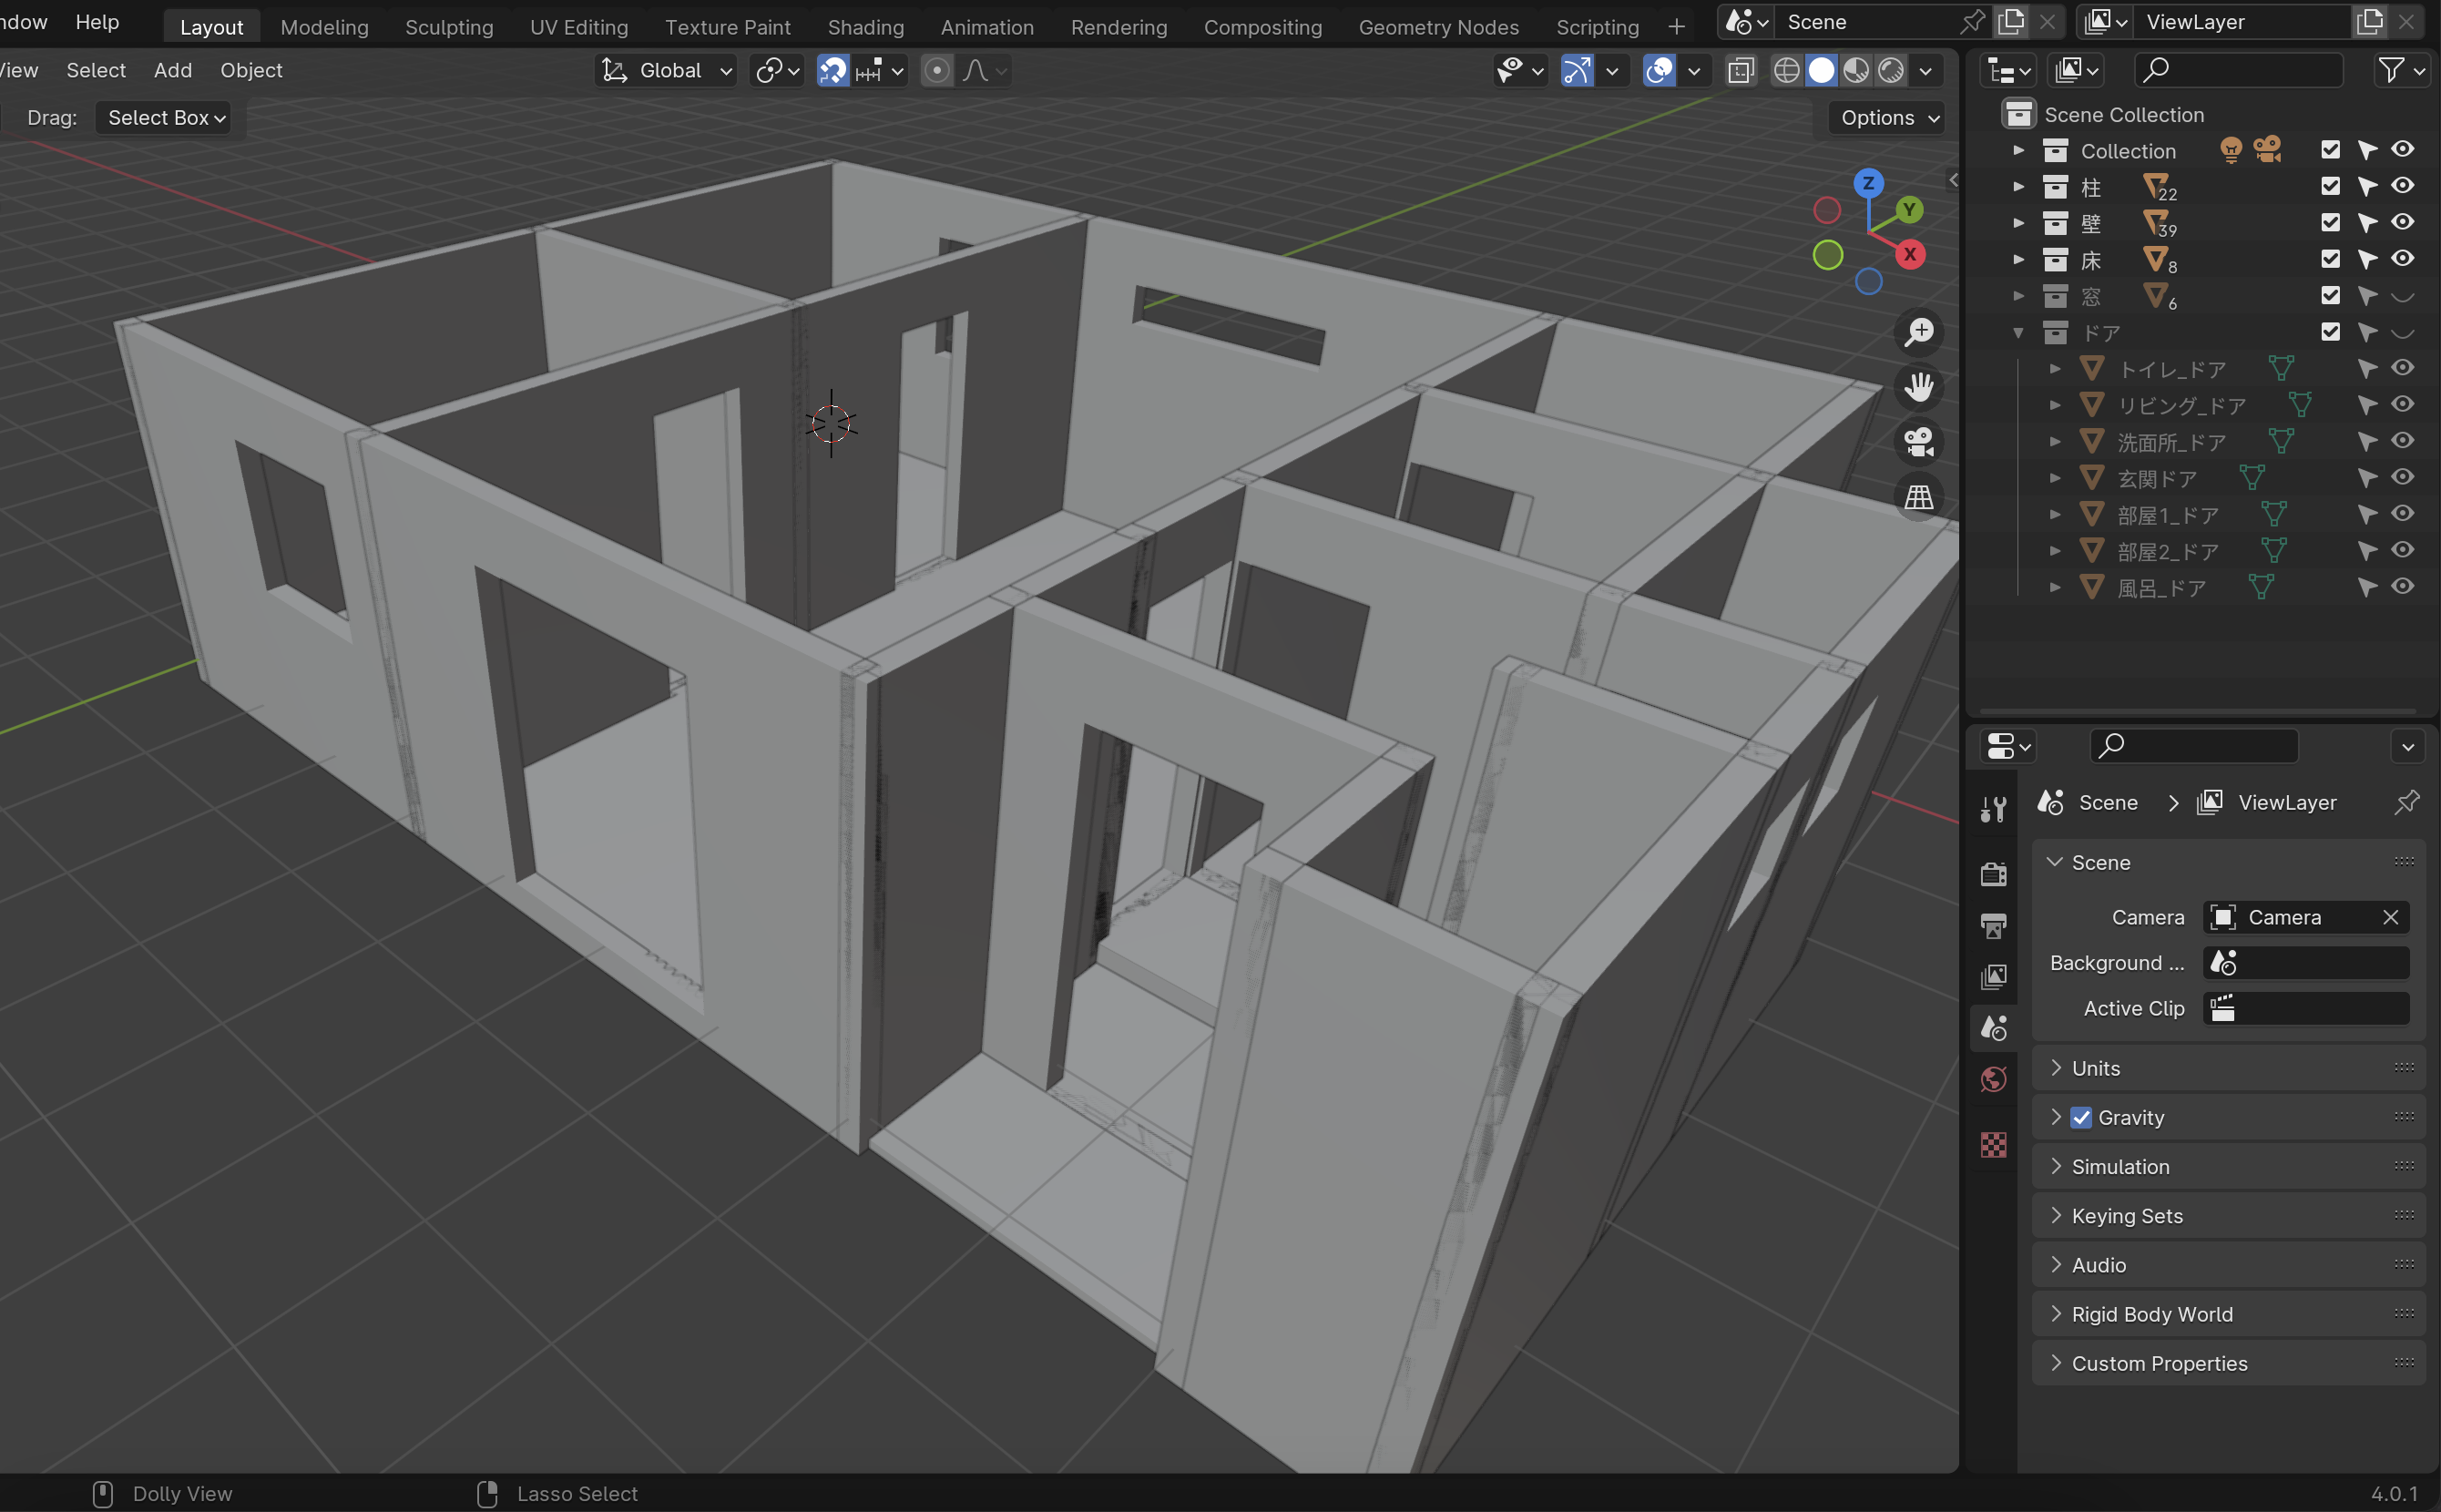 ndow Help Layout Modeling Sculpting UV Editing Texture Paint Shading Animation Rendering Compositing Geometry Nodes Scripting + Scene ViewLayer
View Select Add Object Global
Drag: Select Box Options
Z
Y
X
Scene Collection
Collection
柱 22
壁 39
床 8
窓 6
ドア
トイレ_ドア
リビング_ドア
洗面所_ドア
玄関ドア
部屋1_ドア
部屋2_ドア
風呂_ドア
Scene > ViewLayer
Scene
Camera Camera
Background ...
Active Clip
Units
Gravity
Simulation
Keying Sets
Audio
Rigid Body World
Custom Properties
Dolly View Lasso Select 4.0.1